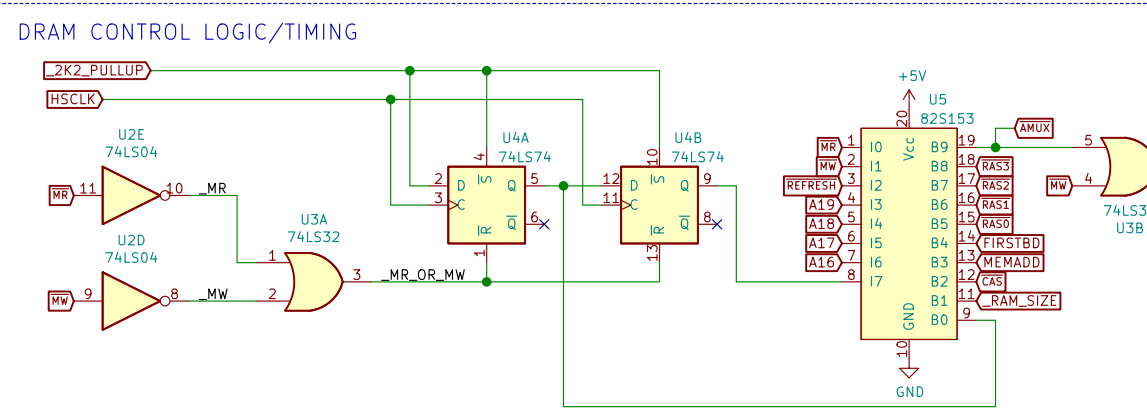 DRAM CONTROL LOGIC/TIMING
_2K2_PULLUP
HSCLK
+5V
U5
82S153
U2E
74LS04
MR 11 10 _MR
U2D
74LS04
MW 9 8 _MW
U3A
74LS32
1
2
3 _MR_OR_MW
U4A
74LS74
4
2 D S Q 5
3 C
R Q 6
1
U4B
74LS74
10
12 D S Q 9
11 C
R Q 8
13
20
Vcc
MR 1 I0 B9 19 AMUX
MW 2 I1 B8 18 RAS3
REFRESH 3 I2 B7 17 RAS2
A19 4 I3 B6 16 RAS1
A18 5 I4 B5 15 RAS0
A17 6 I5 B4 14 FIRSTBD
A16 7 I6 B3 13 MEMADD
8 I7 B2 12 CAS
B1 11 _RAM_SIZE
GND B0 9
10
GND
5
MW 4
74LS3
U3B